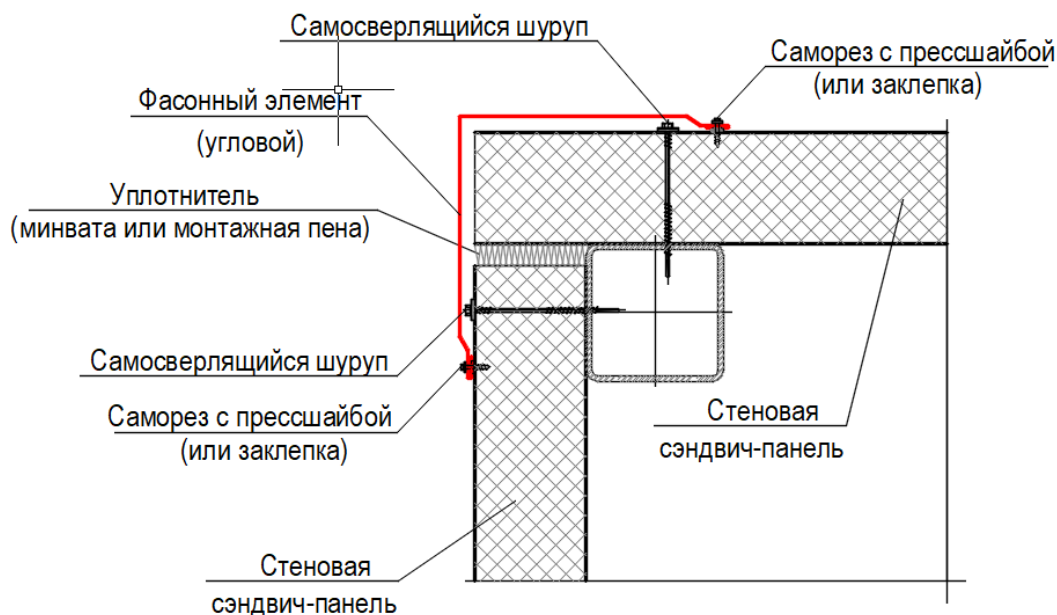 Самосверлящийся шуруп
Саморез с прессшайбой
(или заклепка)
Фасонный элемент
(угловой)
Уплотнитель
(минвата или монтажная пена)
Самосверлящийся шуруп
Саморез с прессшайбой
(или заклепка)
Стеновая
сэндвич-панель
Стеновая
сэндвич-панель